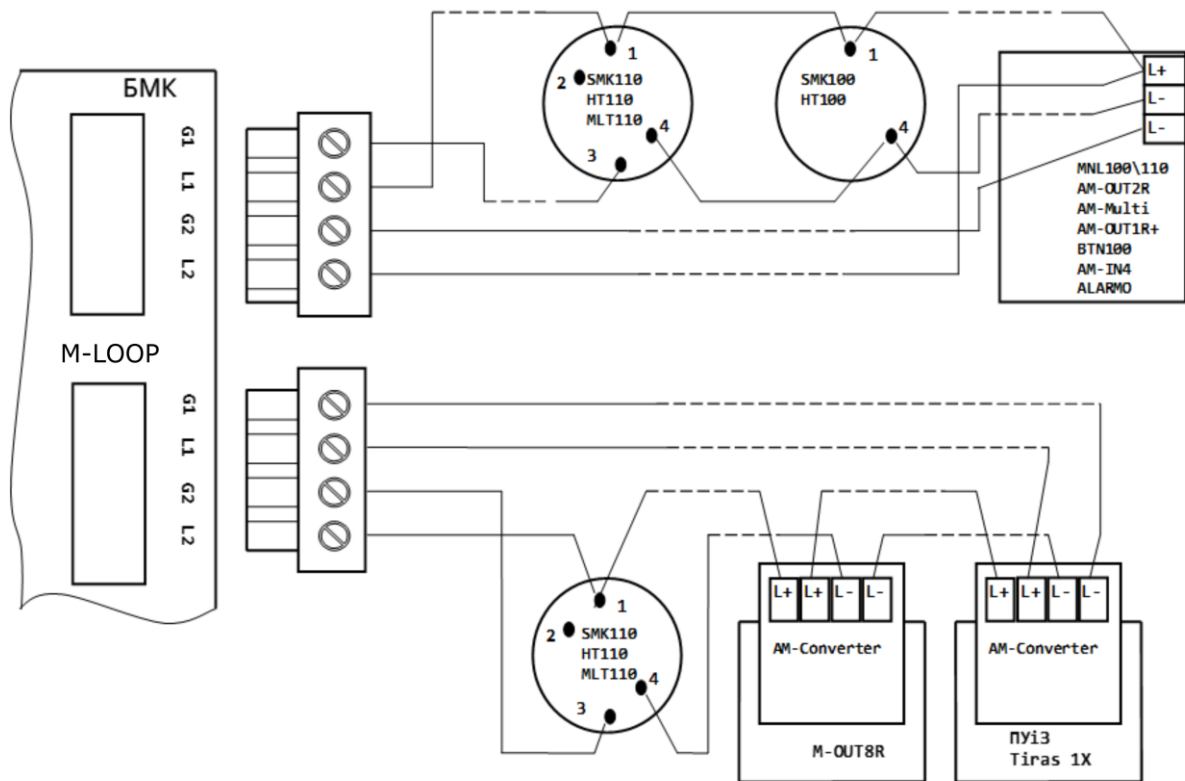 БМК
G1
L1
G2
L2
M-LOOP
G1
L1
G2
L2
1
2
SMK110
HT110
MLT110
3
4
1
SMK100
HT100
4
L+
L-
L-
MNL100\110
AM-OUT2R
AM-Multi
AM-OUT1R+
BTN100
AM-IN4
ALARMO
1
2
SMK110
HT110
MLT110
3
4
L+ L+ L- L-
AM-Converter
M-OUT8R
L+ L+ L- L-
AM-Converter
ПУіЗ
Tiras 1X